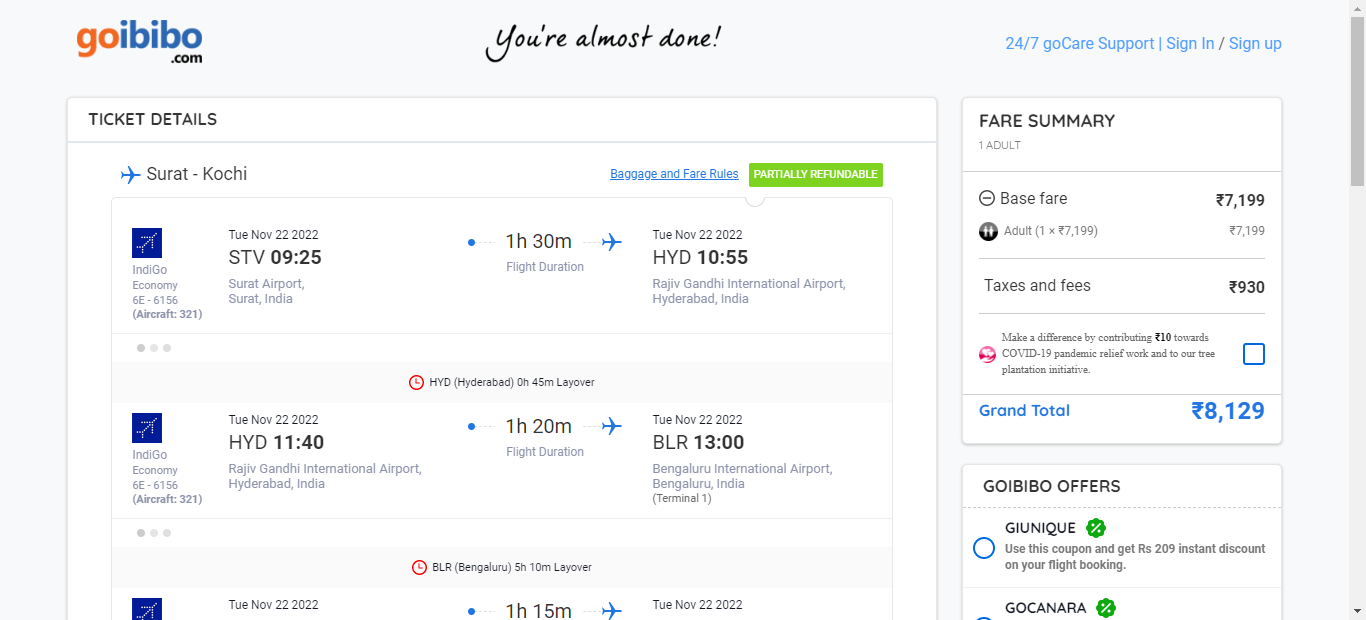 goibibo
.com
You're almost done!
24/7 goCare Support | Sign In / Sign up
TICKET DETAILS
Surat - Kochi
Baggage and Fare Rules
PARTIALLY REFUNDABLE
IndiGo
Economy
6E - 6156
(Aircraft: 321)
Tue Nov 22 2022
STV 09:25
Surat Airport,
Surat, India
1h 30m
Flight Duration
Tue Nov 22 2022
HYD 10:55
Rajiv Gandhi International Airport,
Hyderabad, India
HYD (Hyderabad) 0h 45m Layover
IndiGo
Economy
6E - 6156
(Aircraft: 321)
Tue Nov 22 2022
HYD 11:40
Rajiv Gandhi International Airport,
Hyderabad, India
1h 20m
Flight Duration
Tue Nov 22 2022
BLR 13:00
Bengaluru International Airport,
Bengaluru, India
(Terminal 1)
BLR (Bengaluru) 5h 10m Layover
Tue Nov 22 2022
1h 15m
Tue Nov 22 2022
FARE SUMMARY
1 ADULT
Base fare ₹7,199
Adult (1 × ₹7,199) ₹7,199
Taxes and fees ₹930
Make a difference by contributing ₹10 towards
COVID-19 pandemic relief work and to our tree
plantation initiative.
Grand Total ₹8,129
GOIBIBO OFFERS
GIUNIQUE
Use this coupon and get Rs 209 instant discount
on your flight booking.
GOCANARA